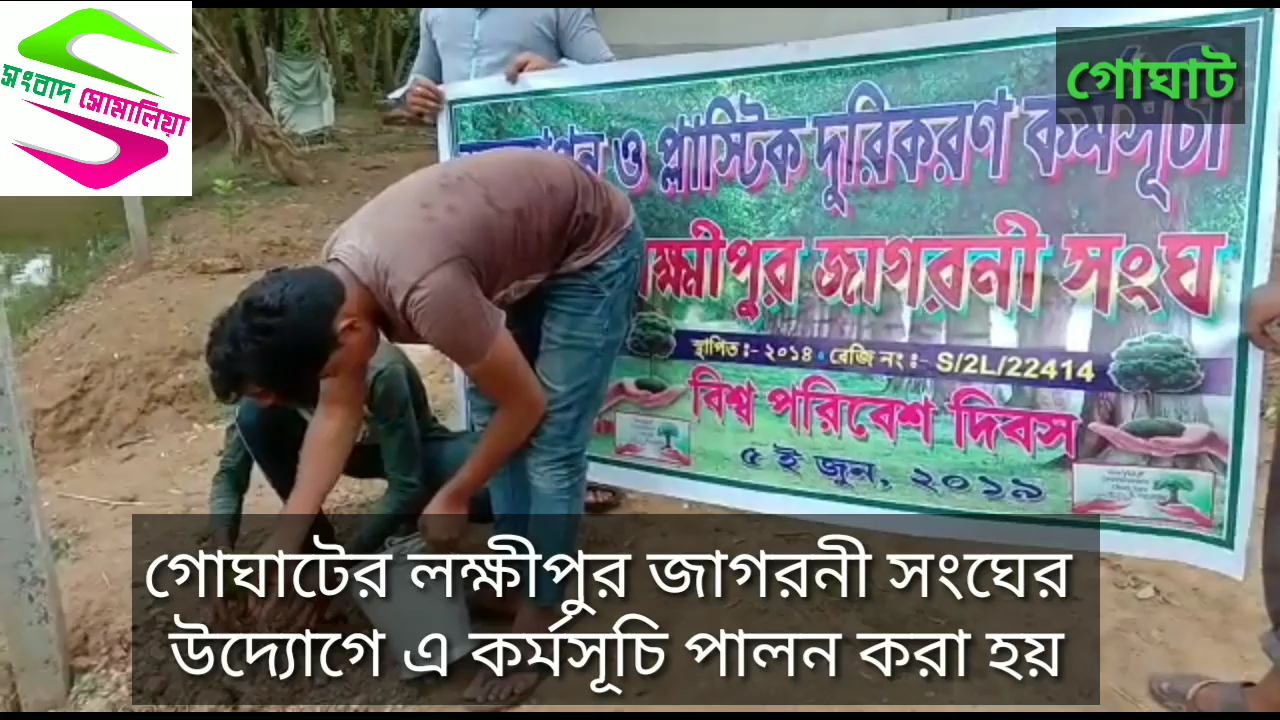 সংবাদ সোমালিয়া
গোঘাট
ও প্লাস্টিক দুরিকরণ কর্মসূচী
জাগরনী সংঘ
স্থাপিত ঃ- ২০১৪ • রেজি নং ঃ- S/2L/22414
বিশ্ব পরিবেশ দিবস
৫ ই জুন, ২০১৯
গোঘাটের লক্ষীপুর জাগরনী সংঘের
উদ্যোগে এ কর্মসূচি পালন করা হয়